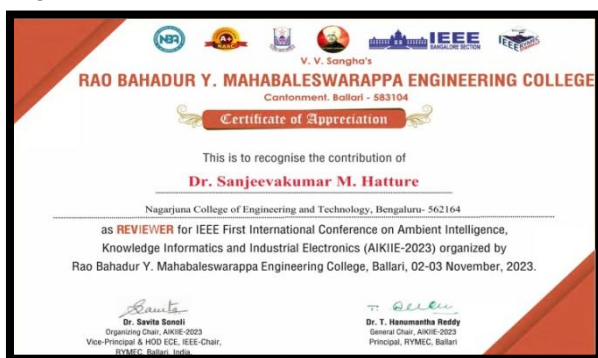 NBA
A+
NAAC
IEEE
BANGALORE SECTION
IEEE RYMEC
V. V. Sangha's
RAO BAHADUR Y. MAHABALESWARAPPA ENGINEERING COLLEGE
Cantonment. Ballari - 583104
Certificate of Appreciation
This is to recognise the contribution of
Dr. Sanjeevakumar M. Hatture
Nagarjuna College of Engineering and Technology, Bengaluru- 562164
as REVIEWER for IEEE First International Conference on Ambient Intelligence,
Knowledge Informatics and Industrial Electronics (AIKIIE-2023) organized by
Rao Bahadur Y. Mahabaleswarappa Engineering College, Ballari, 02-03 November, 2023.
Dr. Savita Sonoli
Organizing Chair, AIKIIE-2023
Vice-Principal & HOD ECE, IEEE-Chair,
RYMEC, Ballari, India.
Dr. T. Hanumantha Reddy
General Chair, AIKIIE-2023
Principal, RYMEC, Ballari